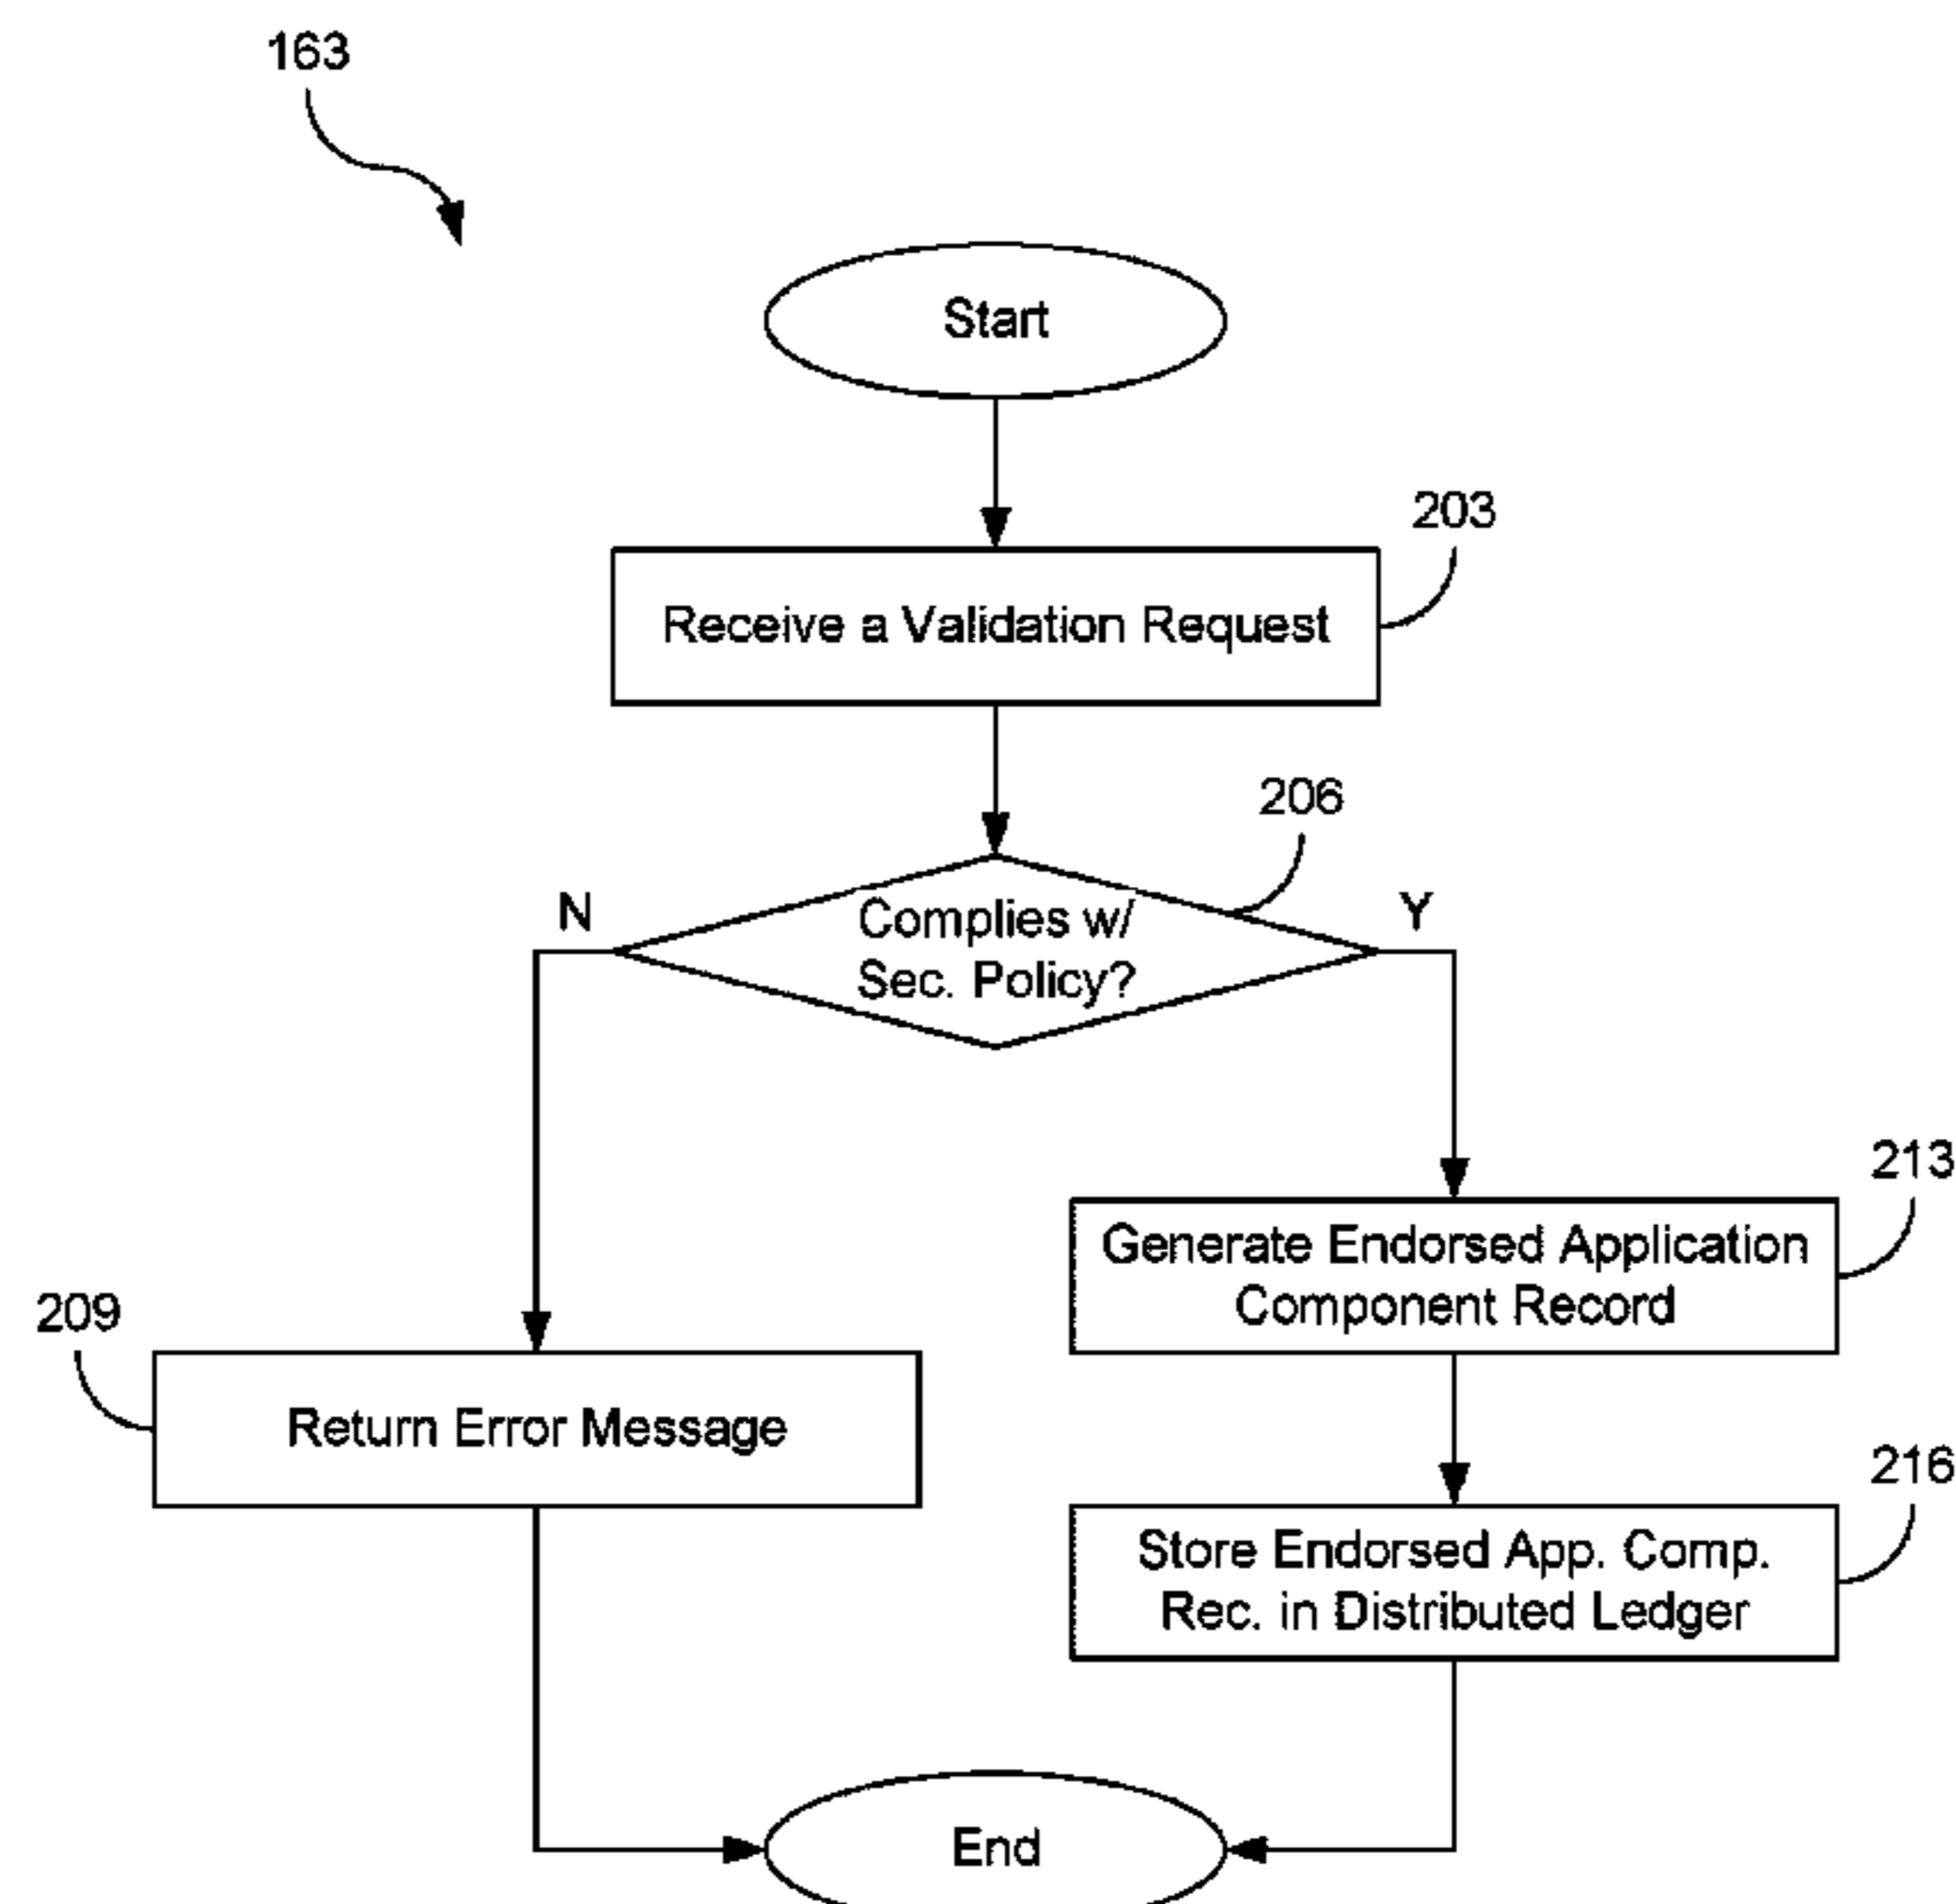 163
Start
203
Receive a Validation Request
206
N
Complies w/
Sec. Policy?
Y
213
Generate Endorsed Application
Component Record
209
Return Error Message
216
Store Endorsed App. Comp.
Rec. in Distributed Ledger
End